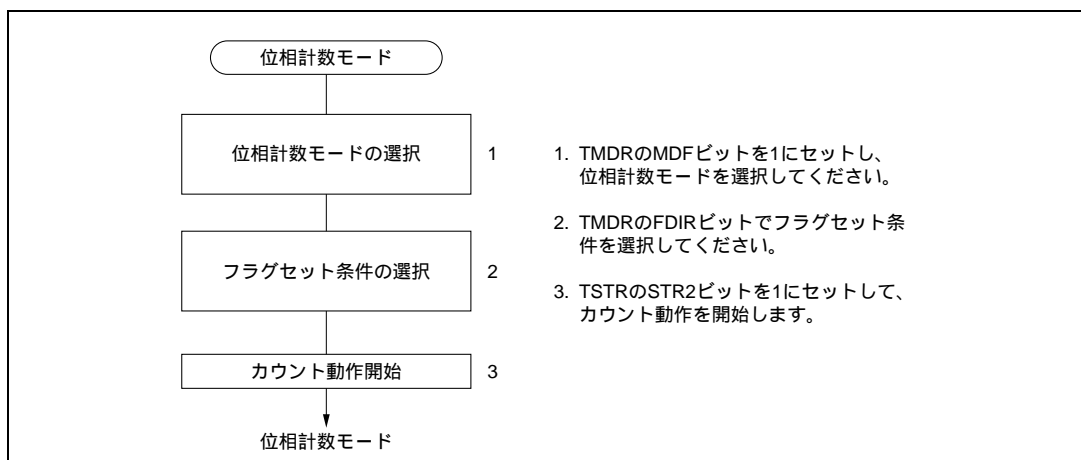 位相計数モード
位相計数モードの選択 1
フラグセット条件の選択 2
カウント動作開始 3
位相計数モード
1. TMDRのMDFビットを1にセットし、
位相計数モードを選択してください。
2. TMDRのFDIRビットでフラグセット条
件を選択してください。
3. TSTRのSTR2ビットを1にセットして、
カウント動作を開始します。